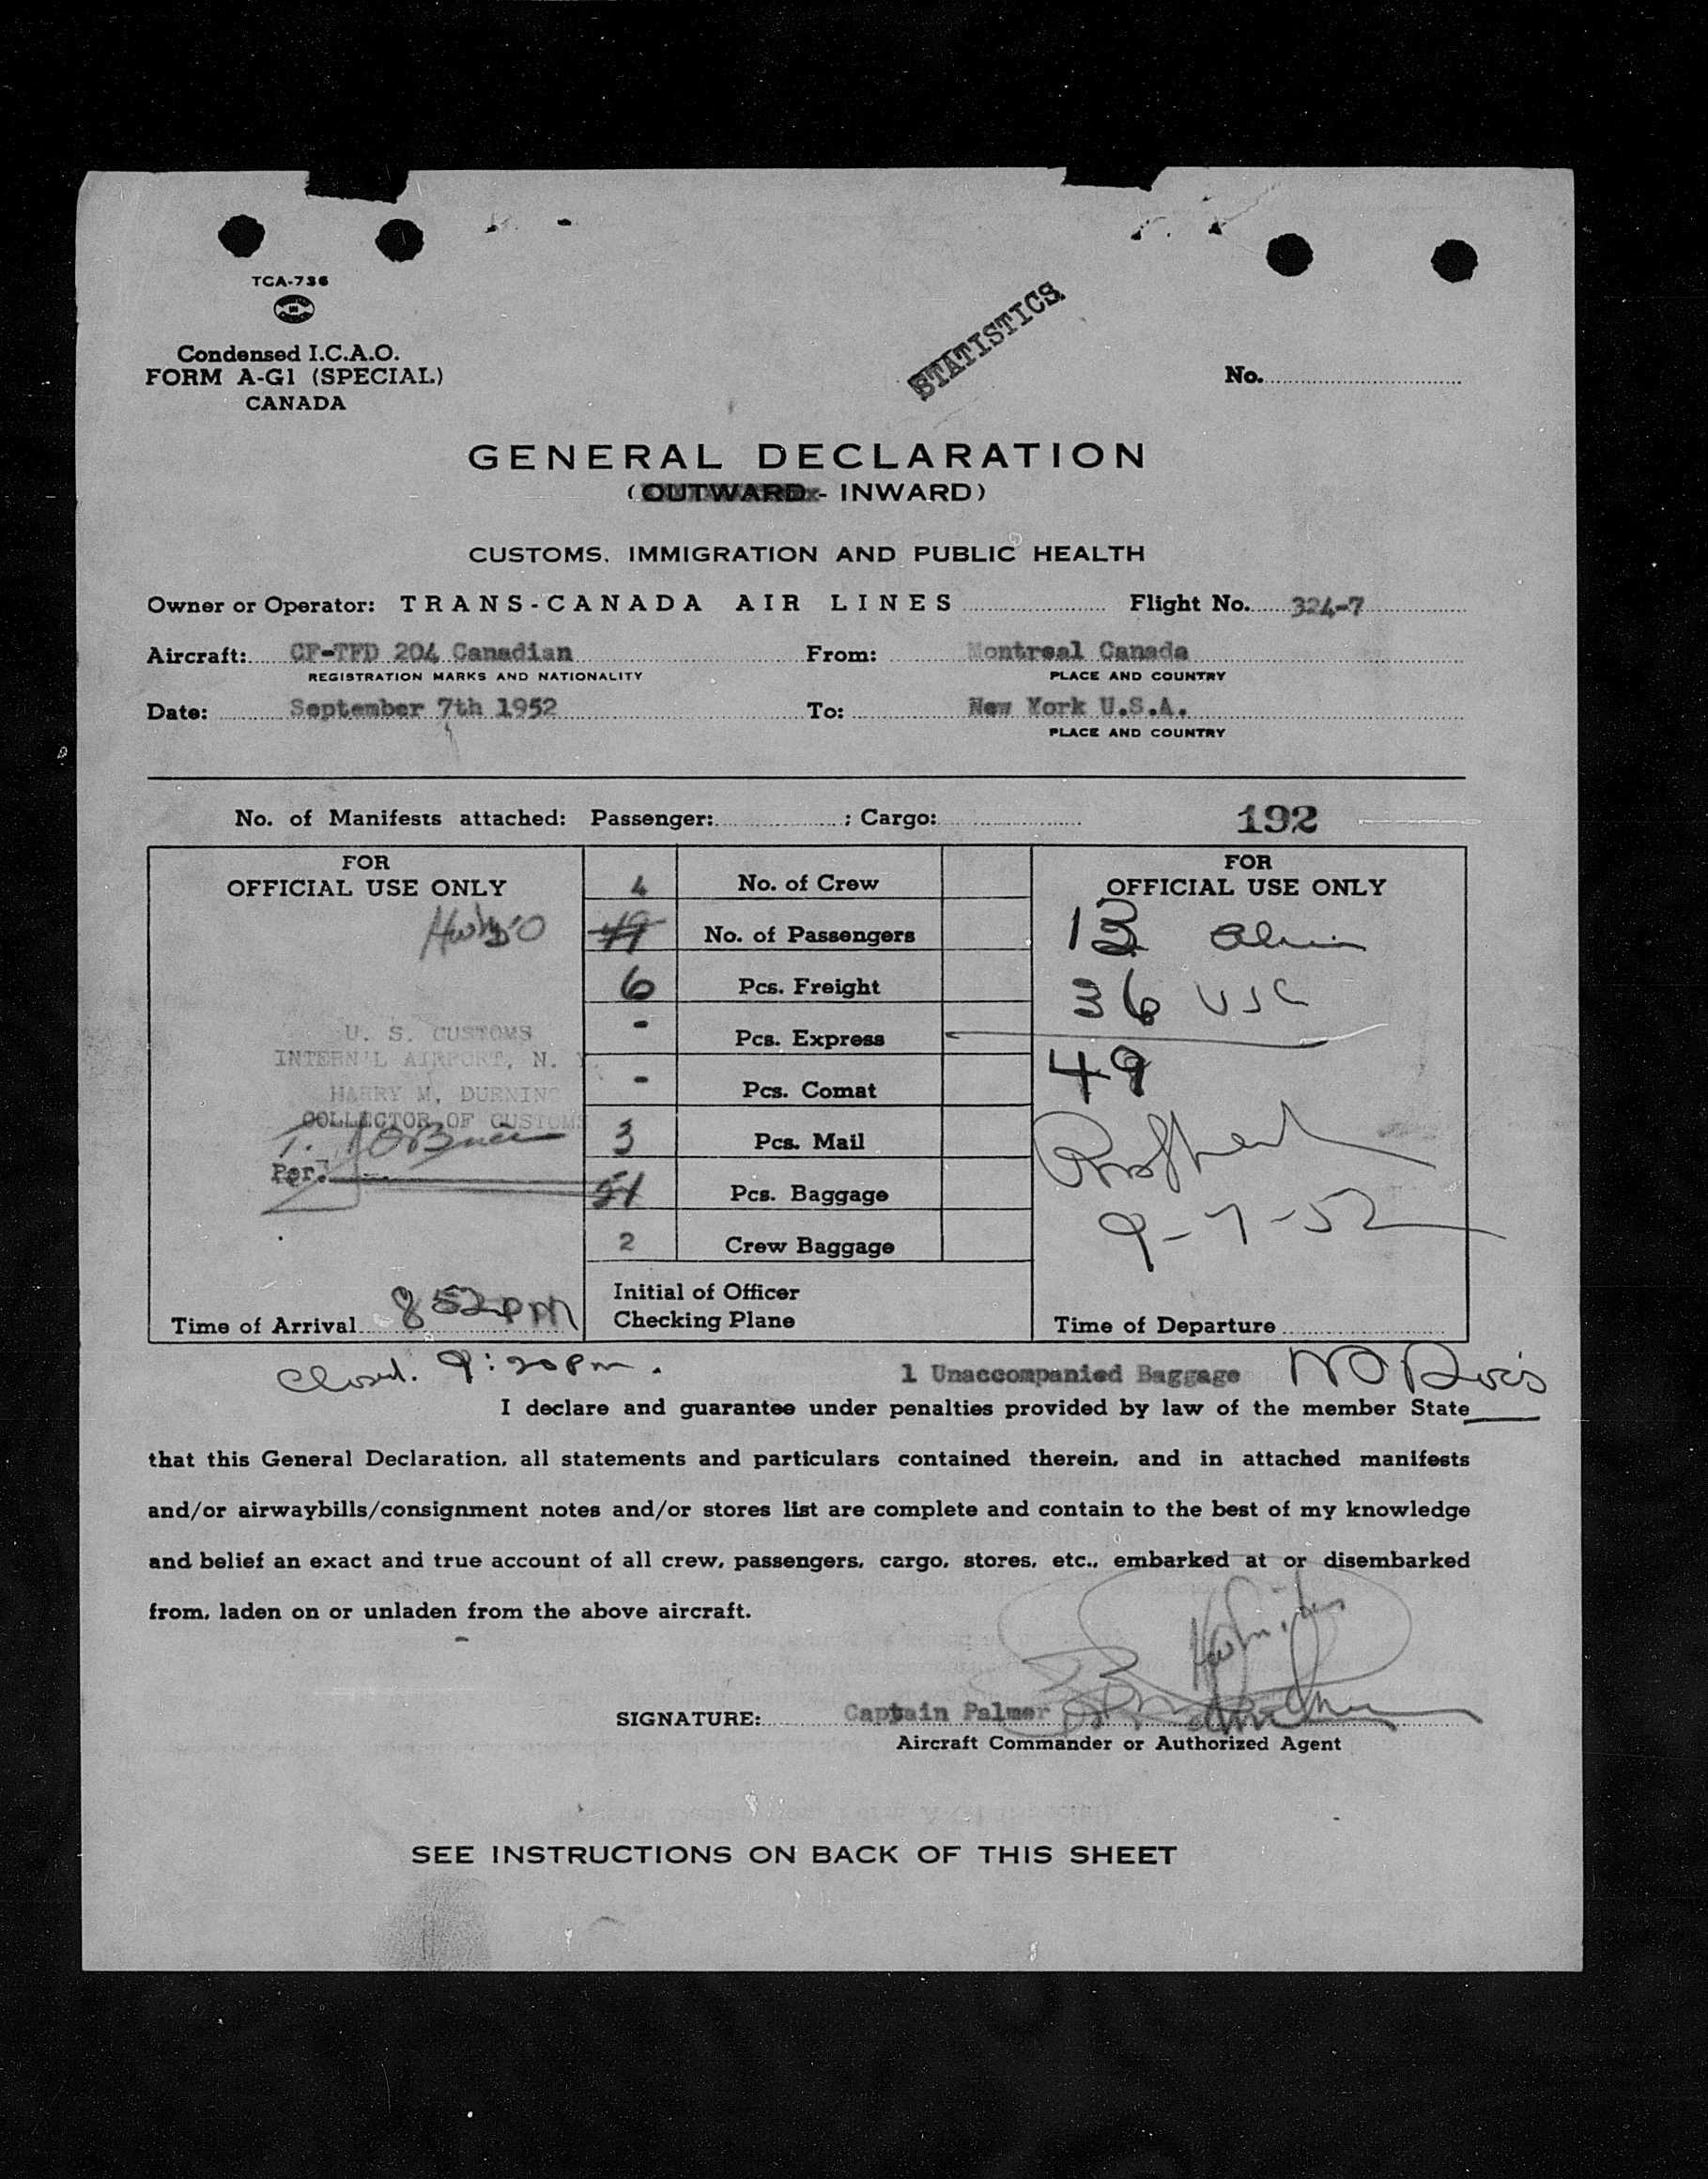 TCA-736
Condensed I.C.A.O.
FORM A-G1 (SPECIAL)
CANADA
STATISTICS
No.
GENERAL DECLARATION
(OUTWARD - INWARD)
CUSTOMS, IMMIGRATION AND PUBLIC HEALTH
Owner or Operator: TRANS-CANADA AIR LINES Flight No. 324-7
Aircraft: CF-TFD 204 Canadian From: Montreal Canada
REGISTRATION MARKS AND NATIONALITY PLACE AND COUNTRY
Date: September 7th 1952 To: New York U.S.A.
PLACE AND COUNTRY
No. of Manifests attached: Passenger: ; Cargo: 192
FOR
OFFICIAL USE ONLY
U. S. CUSTOMS
INTERN'L AIRPORT, N. Y.
HARRY M. DURNING
COLLECTOR OF CUSTOMS
Per:
Time of Arrival 8 52 PM
4 No. of Crew
49 No. of Passengers
6 Pcs. Freight
- Pcs. Express
- Pcs. Comat
3 Pcs. Mail
51 Pcs. Baggage
2 Crew Baggage
Initial of Officer
Checking Plane
FOR
OFFICIAL USE ONLY
13 Alien
36 USC
49
9-7-52
Time of Departure
Closed. 9:20 pm.
1 Unaccompanied Baggage
I declare and guarantee under penalties provided by law of the member State
that this General Declaration, all statements and particulars contained therein, and in attached manifests
and/or airwaybills/consignment notes and/or stores list are complete and contain to the best of my knowledge
and belief an exact and true account of all crew, passengers, cargo, stores, etc., embarked at or disembarked
from, laden on or unladen from the above aircraft.
SIGNATURE: Captain Palmer
Aircraft Commander or Authorized Agent
SEE INSTRUCTIONS ON BACK OF THIS SHEET